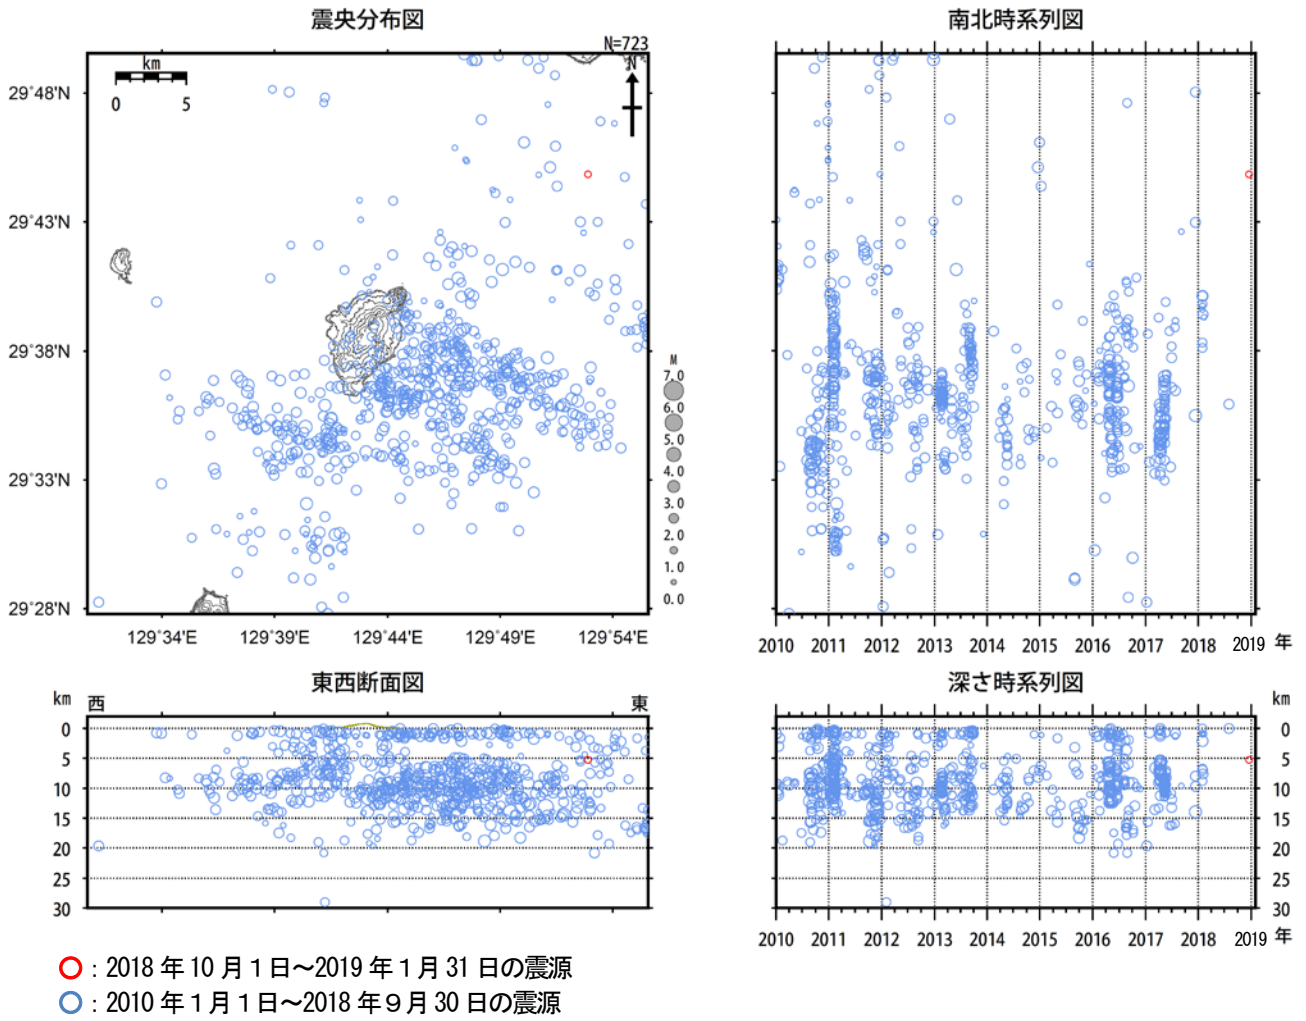 震央分布図
N=723
km
0 5
N
29°48'N
29°43'N
29°38'N
29°33'N
29°28'N
129°34'E 129°39'E 129°44'E 129°49'E 129°54'E
M
7.0
6.0
5.0
4.0
3.0
2.0
1.0
0.0
南北時系列図
2010 2011 2012 2013 2014 2015 2016 2017 2018 2019 年
東西断面図
km 西 東
0
5
10
15
20
25
30
深さ時系列図
km
0
5
10
15
20
25
30
2010 2011 2012 2013 2014 2015 2016 2017 2018 2019 年
○：2018 年 10 月 1 日～2019 年 1 月 31 日の震源
○：2010 年 1 月 1 日～2018 年 9 月 30 日の震源